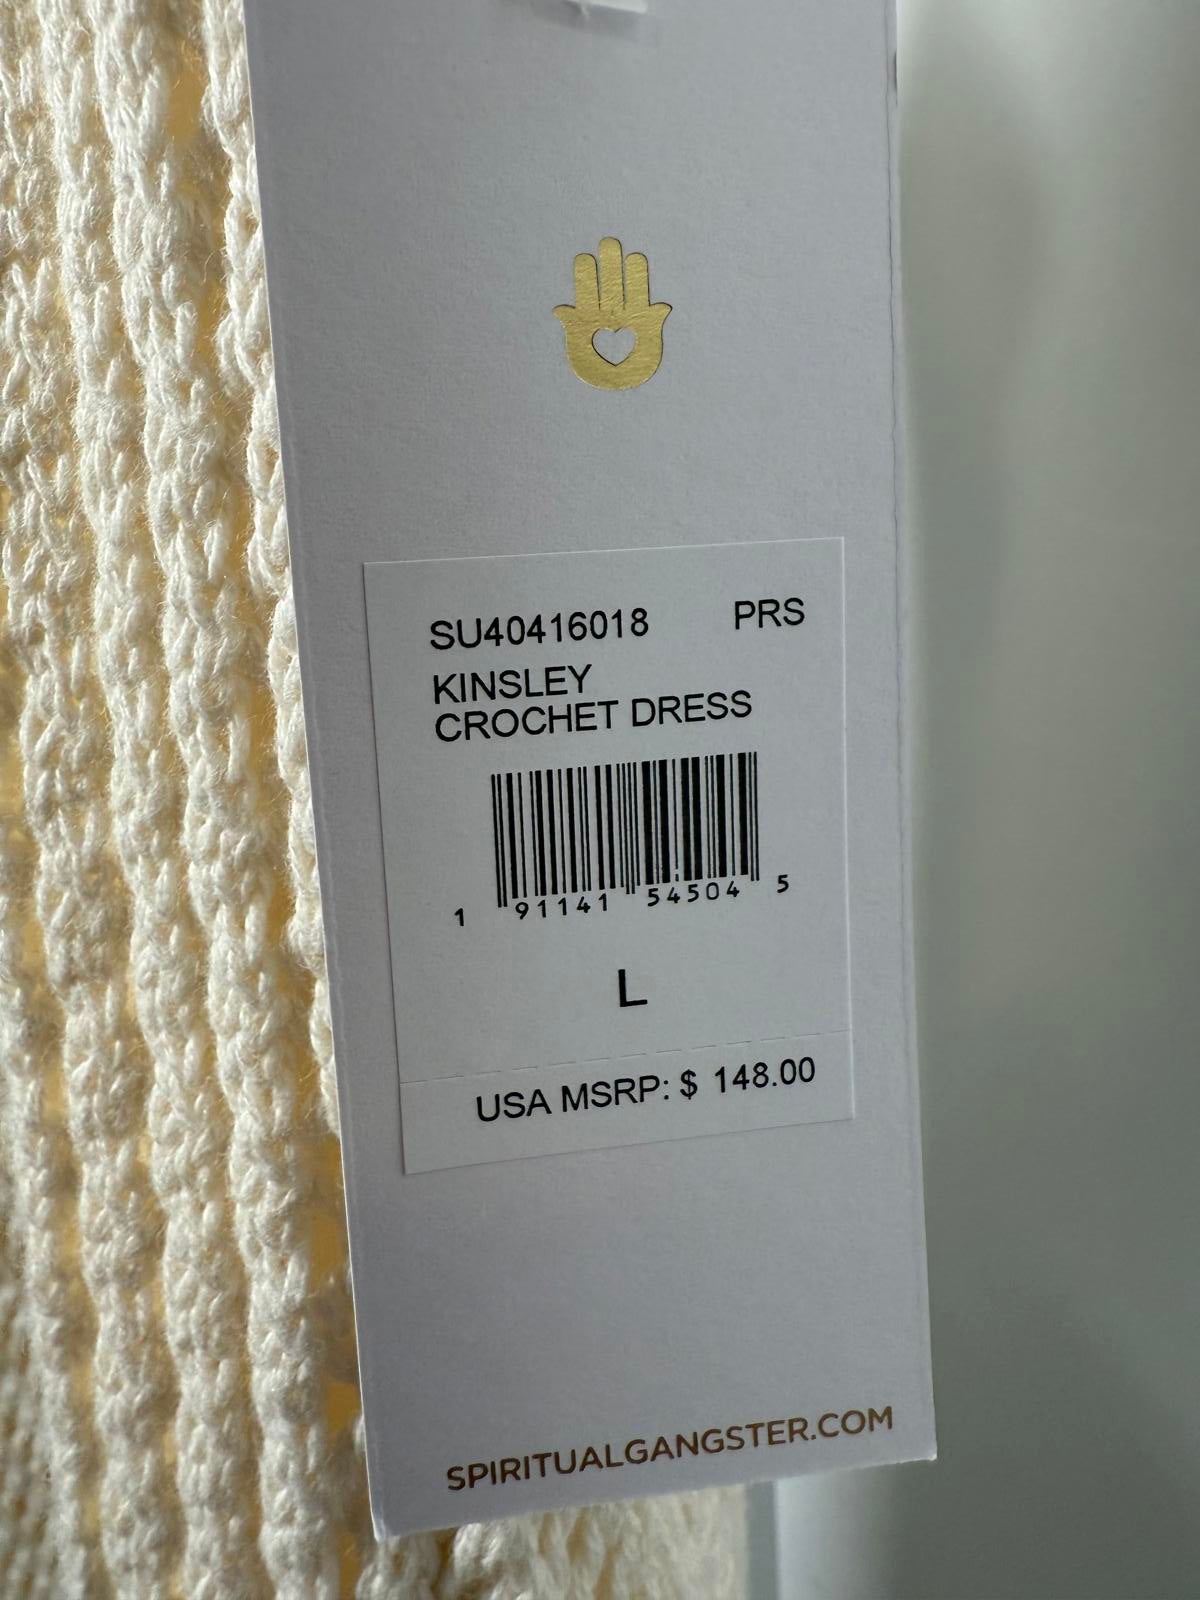 SU40416018 PRS
KINSLEY
CROCHET DRESS
1 91141 54504 5
L
USA MSRP: $ 148.00
SPIRITUALGANGSTER.COM